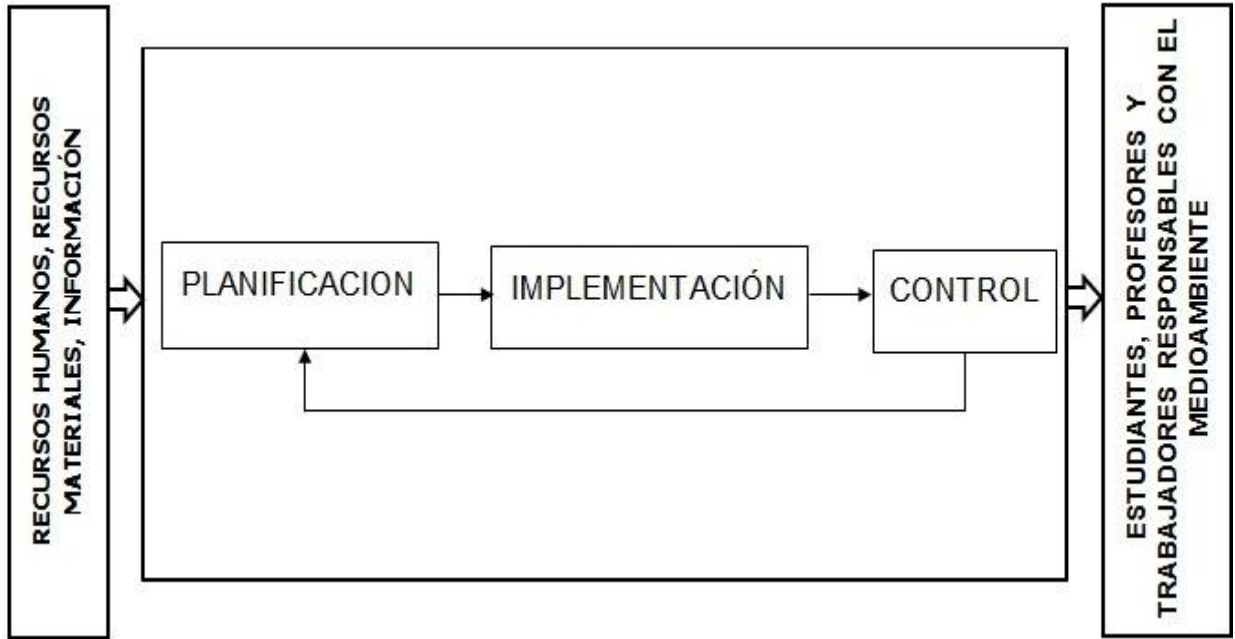 RECURSOS HUMANOS, RECURSOS
MATERIALES, INFORMACIÓN
PLANIFICACION
IMPLEMENTACIÓN
CONTROL
ESTUDIANTES, PROFESORES Y
TRABAJADORES RESPONSABLES CON EL
MEDIOAMBIENTE